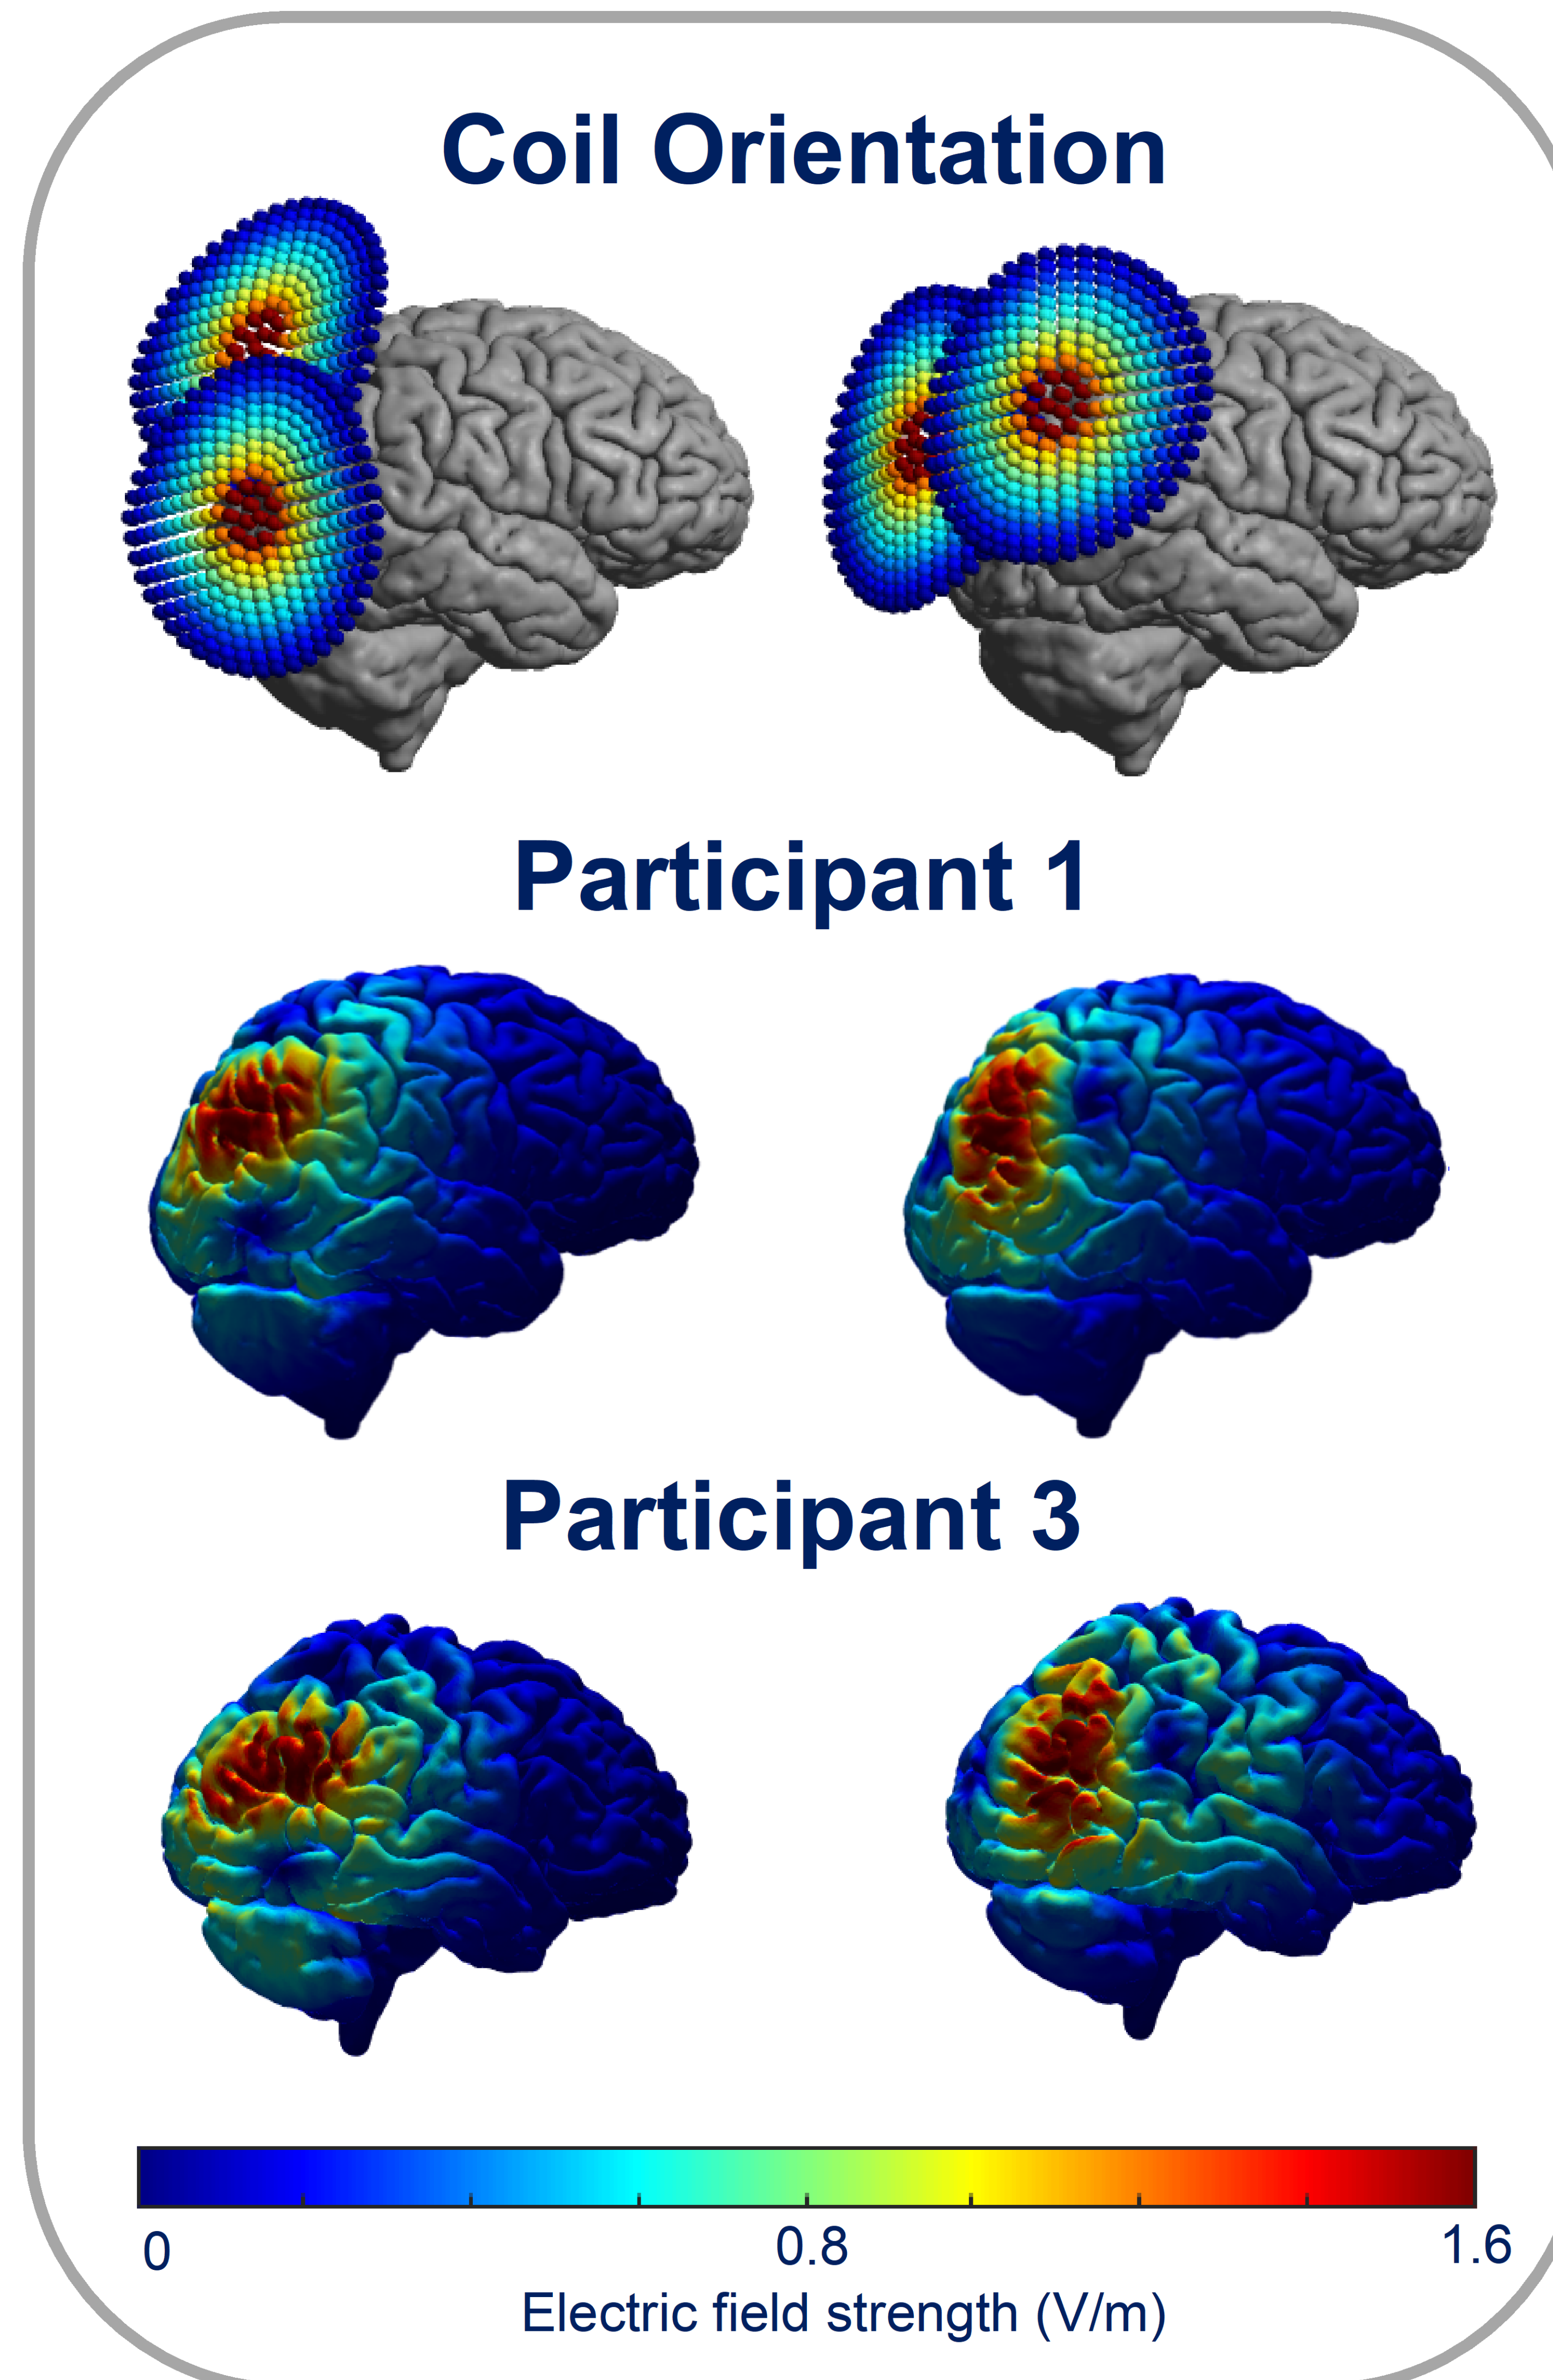 Coil Orientation
Participant 1
Participant 3
0 0.8 1.6
Electric field strength (V/m)